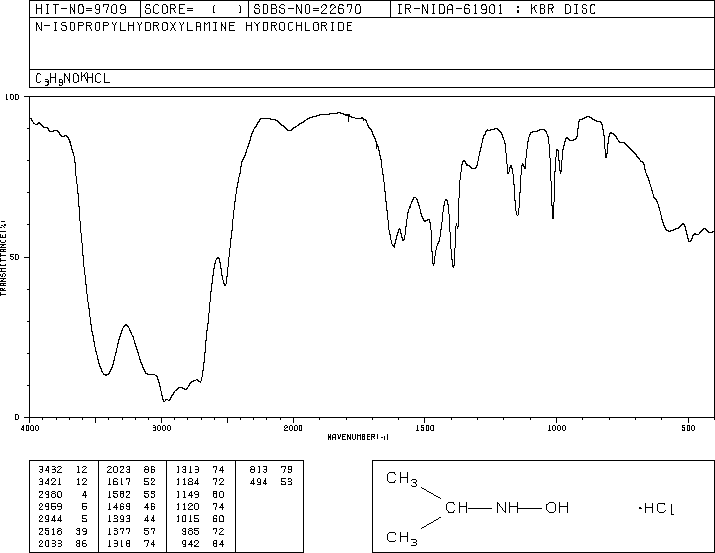 HIT-NO=9709 SCORE= ( ) SDBS-NO=22670 IR-NIDA-61901 : KBR DISC
N-ISOPROPYLHYDROXYLAMINE HYDROCHLORIDE
C3H9NO HCL
100
TRANSMITTANCE(%)
50
0
4000 3000 2000 1500 1000 500
WAVENUMBER(-1)
3432 12 2023 86 1313 74 813 79
3421 12 1617 52 1184 72 494 53
2980 4 1582 55 1149 60
2959 5 1469 46 1120 74
2944 5 1393 44 1015 60
2518 39 1377 57 985 72
2033 86 1318 74 942 84
CH3
CH NH OH ·HCl
CH3